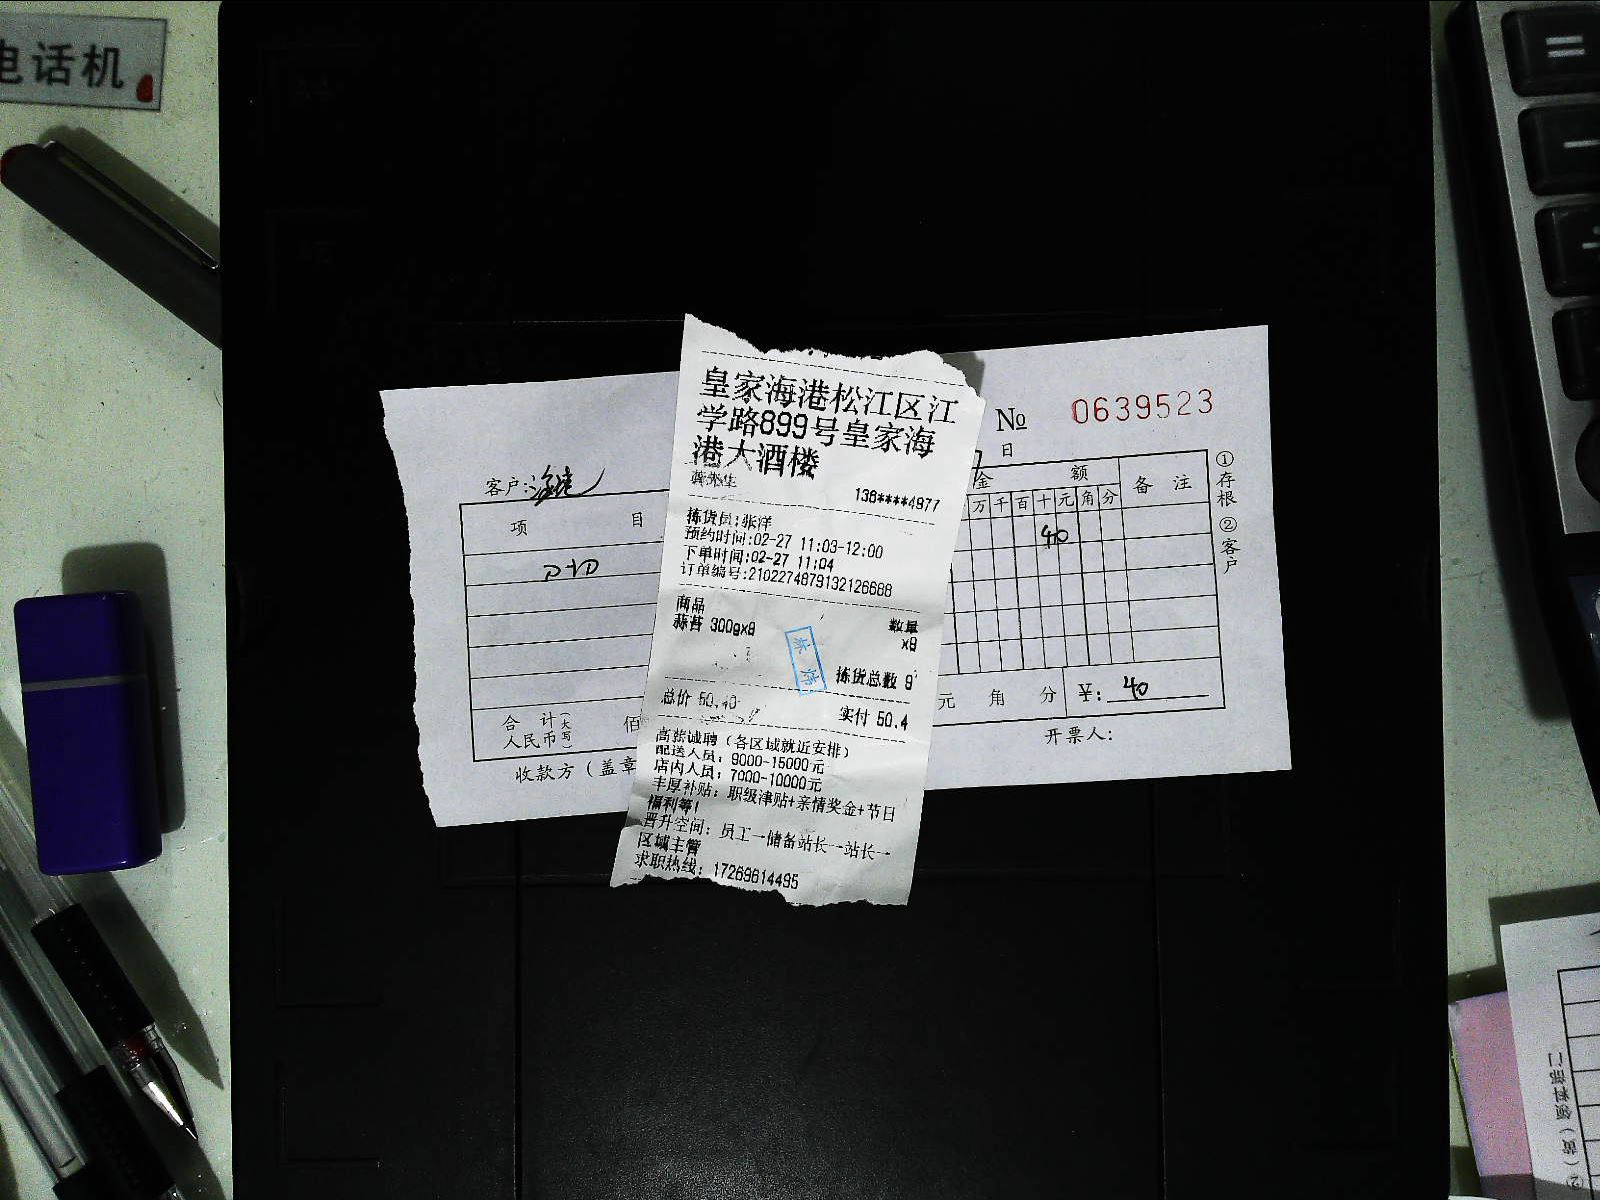 电话机
皇家海港松江区江
学路899号皇家海
港大酒楼
136****4977
拣货员:张洋
预约时间:02-27 11:03-12:00
下单时间:02-27 11:04
订单编号:2102274879132126688
商品 数量
蒜苔 300gx9 x9
拣货总数 9
总价 50.40 实付 50.4
高薪诚聘（各区域就近安排）
配送人员：9000-15000元
店内人员：7000-10000元
丰厚补贴：职级津贴+亲情奖金+节日
福利等！
晋升空间：员工→储备站长→站长→
区域主管
求职热线：17269614495
№ 0639523
日
客户:
项 目
金 额
备 注
万 千 百 十 元 角 分
40
合 计（大写）
人民币
佰
元 角 分 ¥: 40
收款方（盖章
开票人:
①存根 ②客户